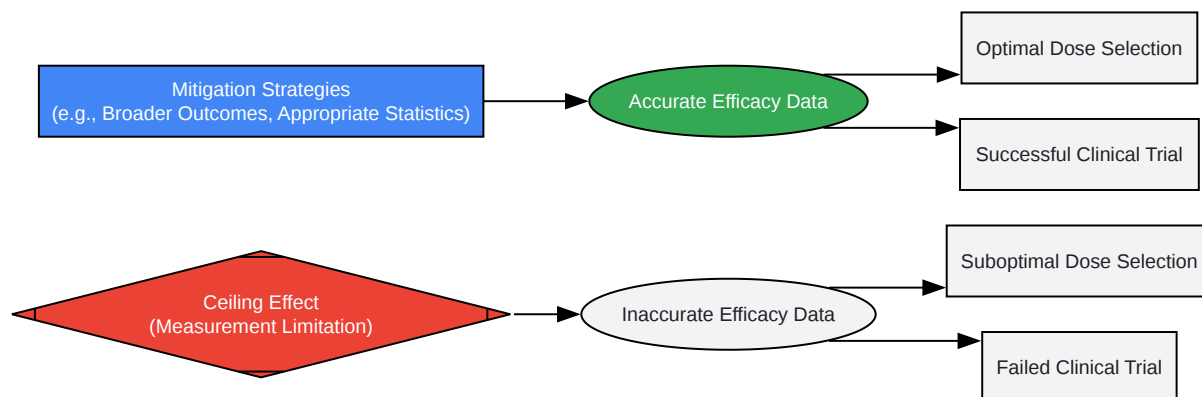 Mitigation Strategies
(e.g., Broader Outcomes, Appropriate Statistics)
Accurate Efficacy Data
Optimal Dose Selection
Successful Clinical Trial
Ceiling Effect
(Measurement Limitation)
Inaccurate Efficacy Data
Suboptimal Dose Selection
Failed Clinical Trial